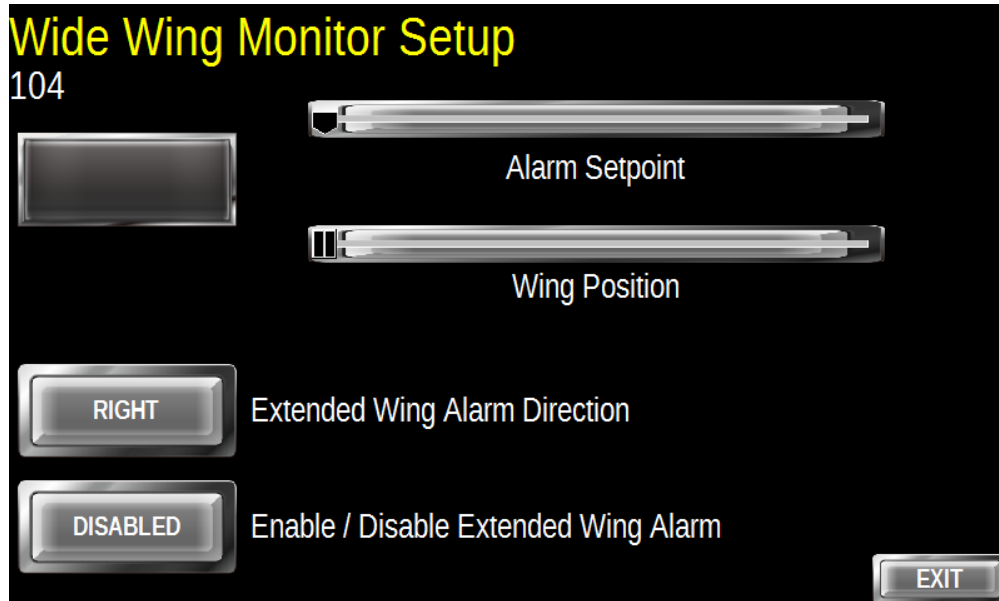 Wide Wing Monitor Setup
104
Alarm Setpoint
Wing Position
RIGHT Extended Wing Alarm Direction
DISABLED Enable / Disable Extended Wing Alarm
EXIT